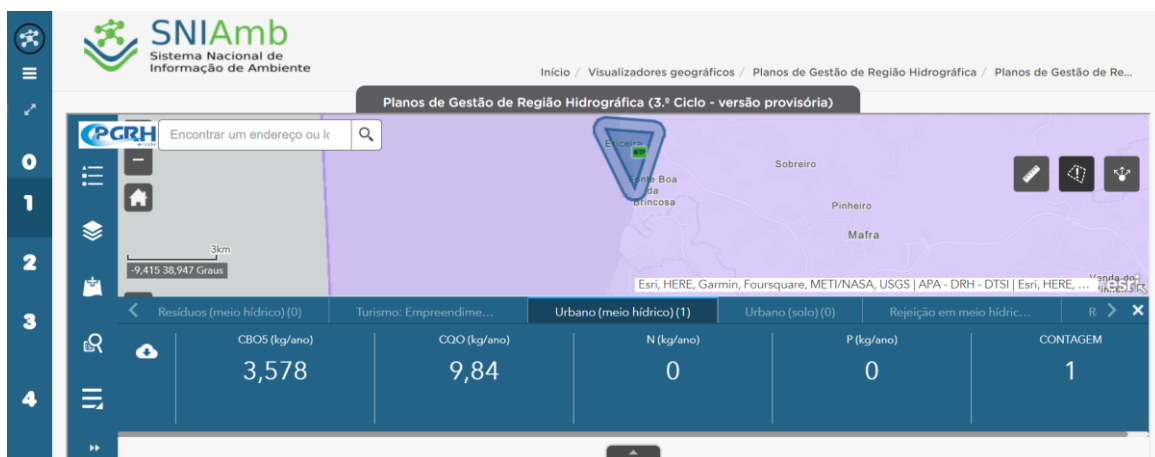 SNIAmb
Sistema Nacional de
Informação de Ambiente
Início / Visualizadores geográficos / Planos de Gestão de Região Hidrográfica / Planos de Gestão de Re...
Planos de Gestão de Região Hidrográfica (3.º Ciclo - versão provisória)
0
1
2
3
4
PGRH
Encontrar um endereço ou lc
Ericeira
ETP
Fonte Boa
da
Brincosa
Sobreiro
Pinheiro
Mafra
3km
-9,415 38,947 Graus
Esri, HERE, Garmin, Foursquare, METI/NASA, USGS | APA - DRH - DTSI | Esri, HERE, ...
esri
Resíduos (meio hídrico) (0)
Turismo: Empreendime...
Urbano (meio hídrico) (1)
Urbano (solo) (0)
Rejeição em meio hídric...
R
CBO5 (kg/ano)
CQO (kg/ano)
N (kg/ano)
P (kg/ano)
CONTAGEM
3,578
9,84
0
0
1